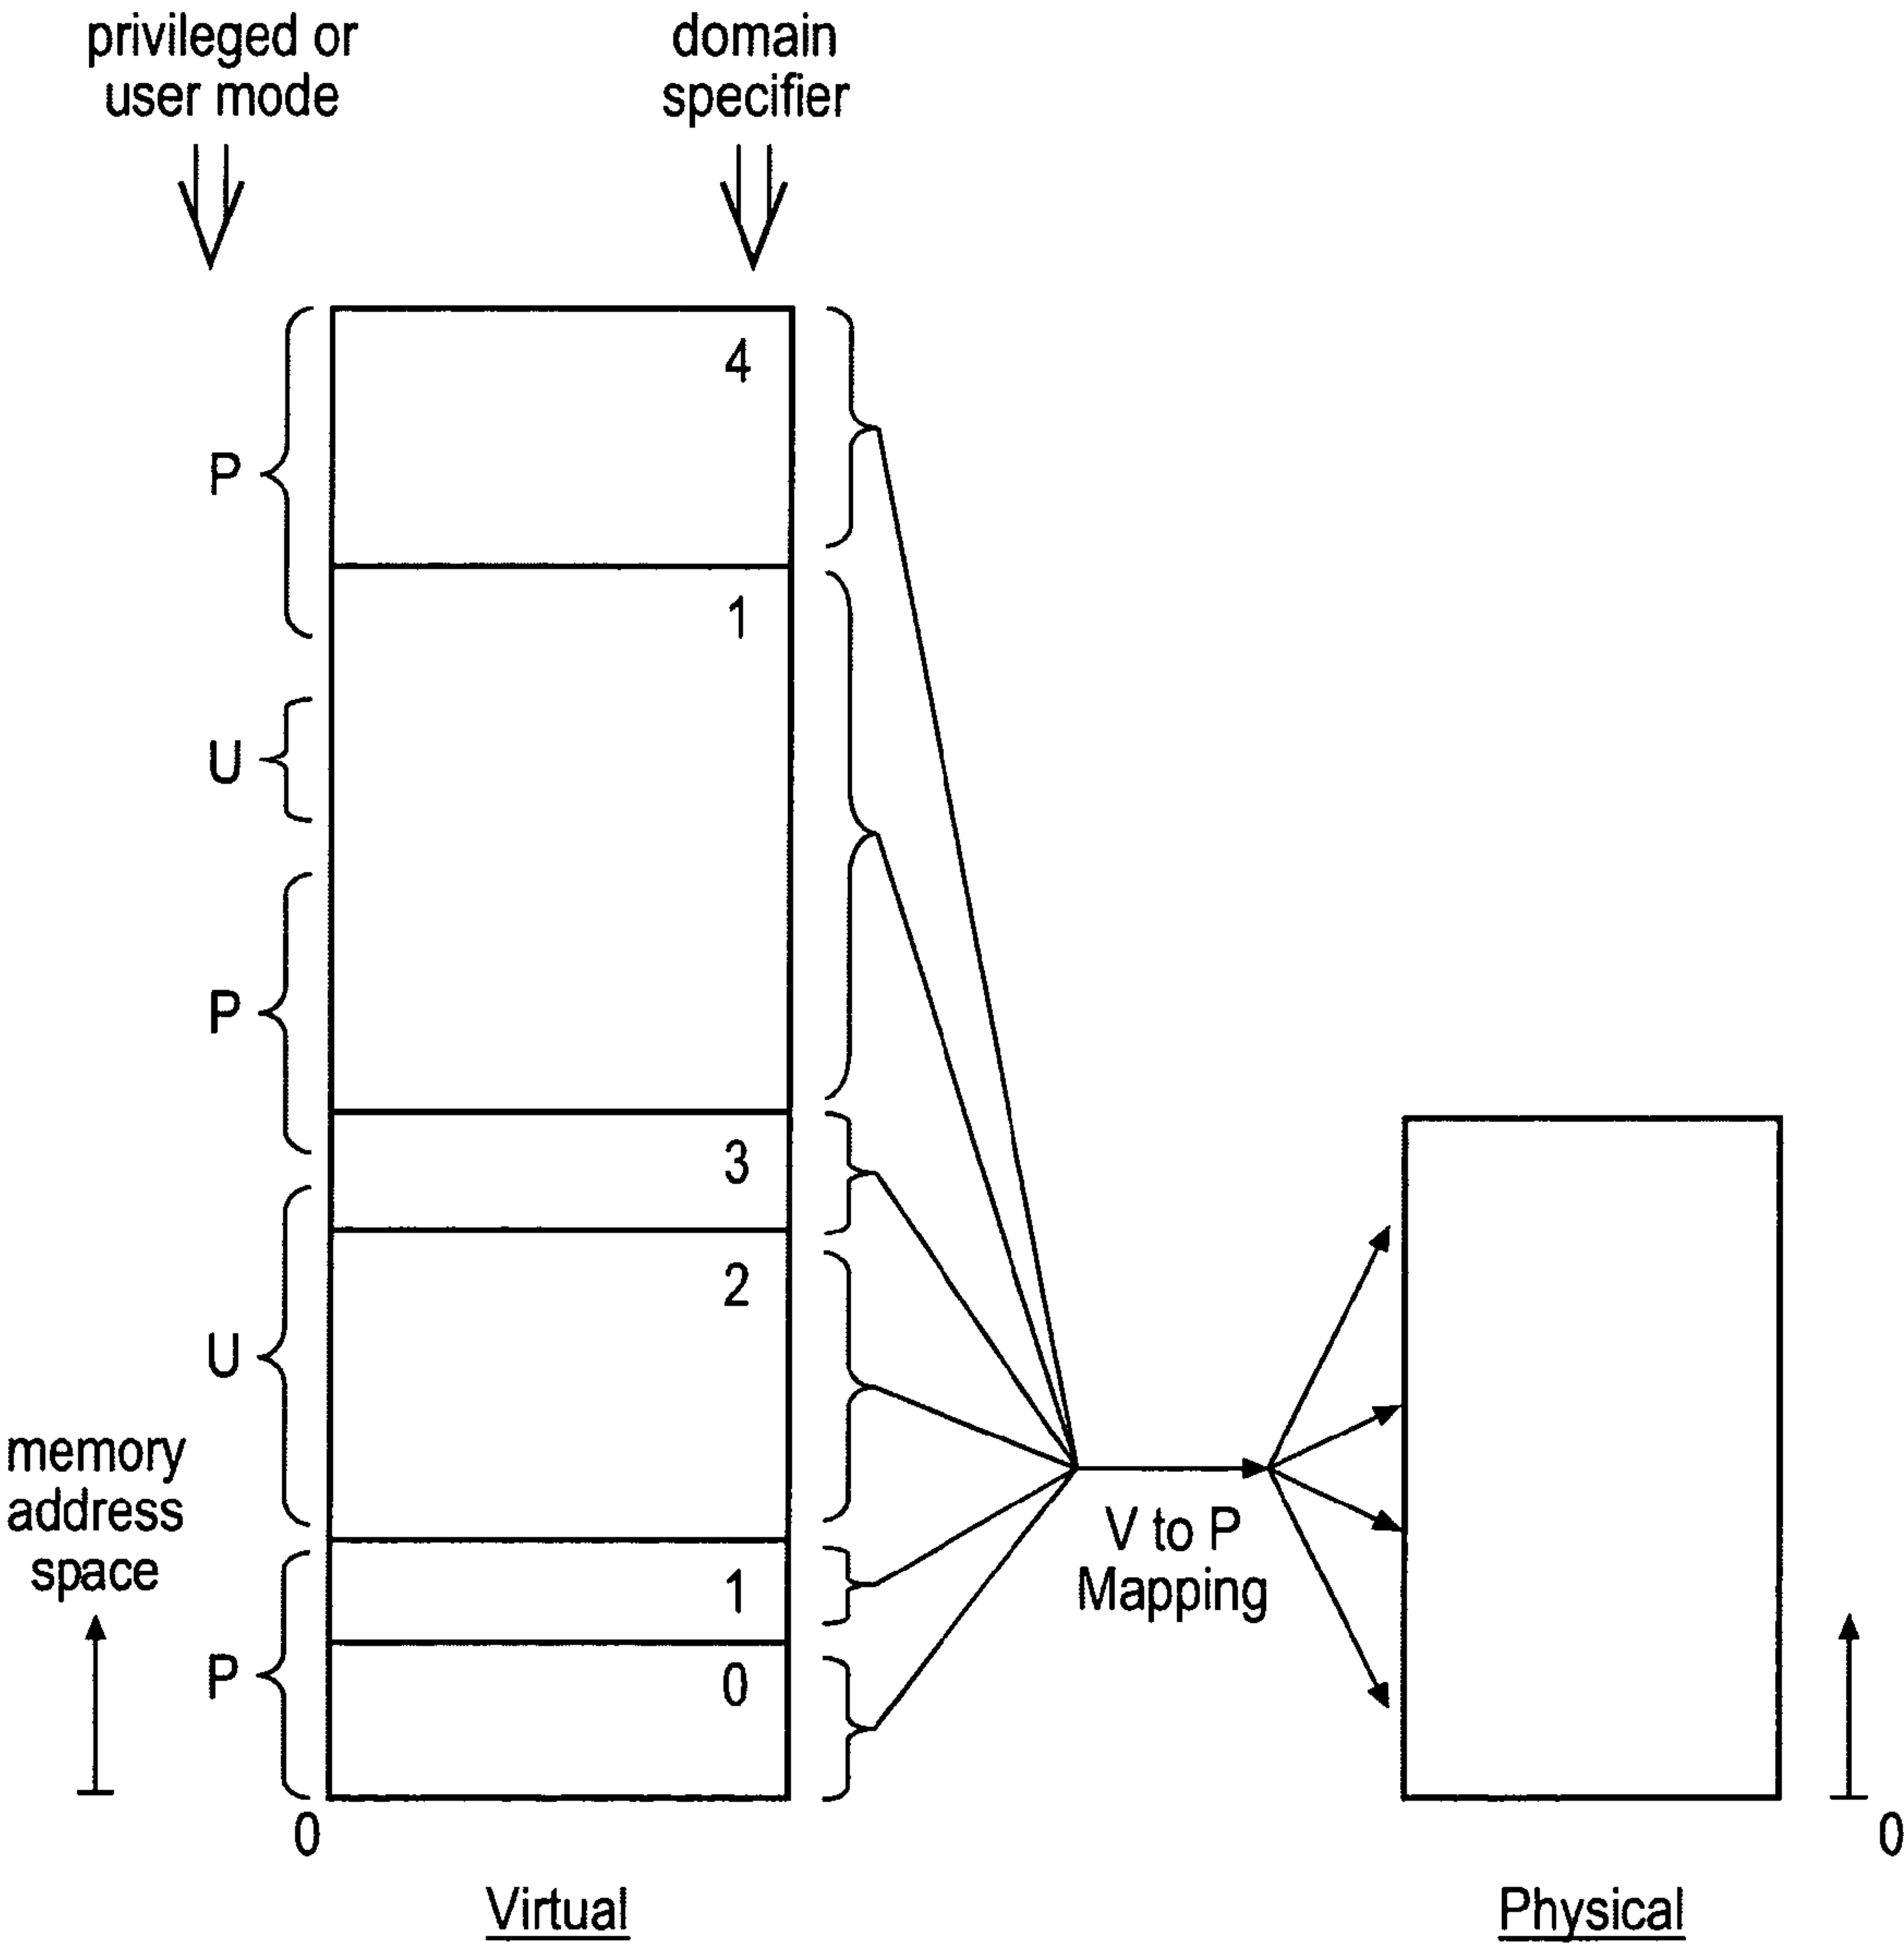 privileged or
user mode
domain
specifier
4
P
1
U
P
3
2
U
memory
address
space
V to P
Mapping
1
P
0
0
0
Virtual
Physical